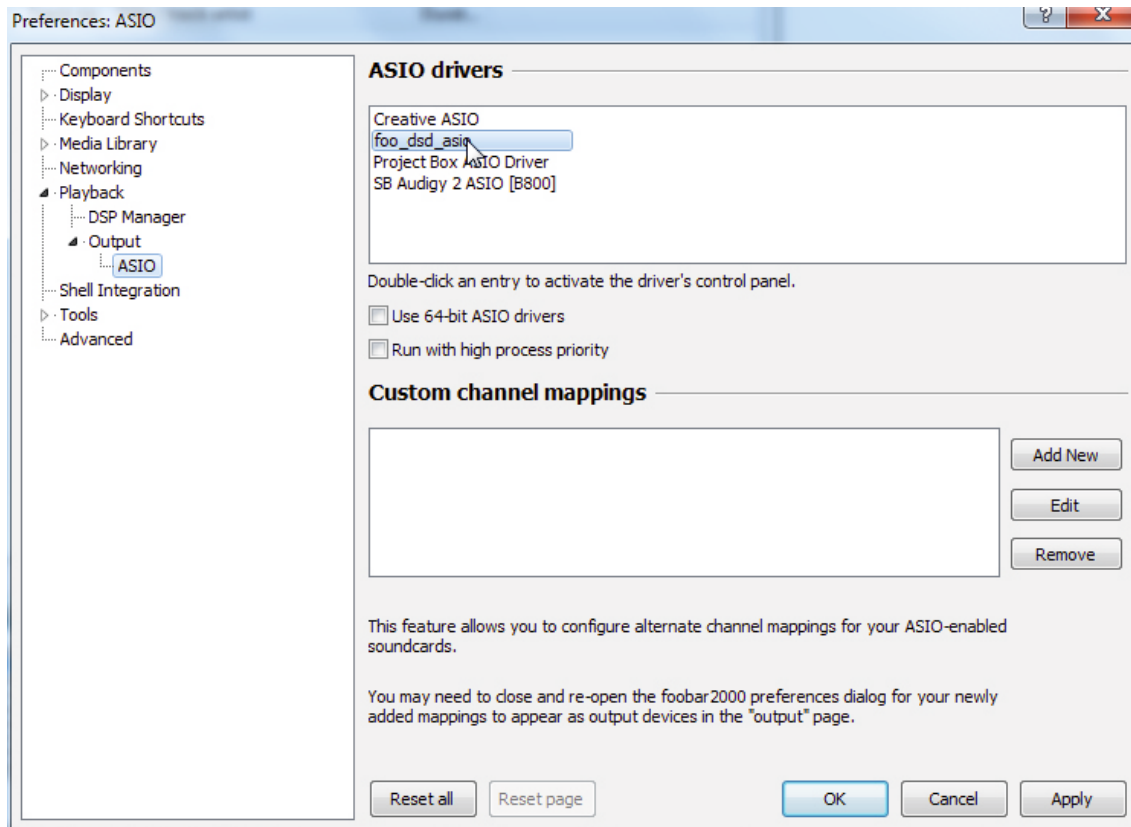 Preferences: ASIO
Components
Display
Keyboard Shortcuts
Media Library
Networking
Playback
DSP Manager
Output
ASIO
Shell Integration
Tools
Advanced
ASIO drivers
Creative ASIO
foo_dsd_asio
Project Box ASIO Driver
SB Audigy 2 ASIO [B800]
Double-click an entry to activate the driver's control panel.
Use 64-bit ASIO drivers
Run with high process priority
Custom channel mappings
Add New
Edit
Remove
This feature allows you to configure alternate channel mappings for your ASIO-enabled
soundcards.
You may need to close and re-open the foobar2000 preferences dialog for your newly
added mappings to appear as output devices in the "output" page.
Reset all
Reset page
OK
Cancel
Apply